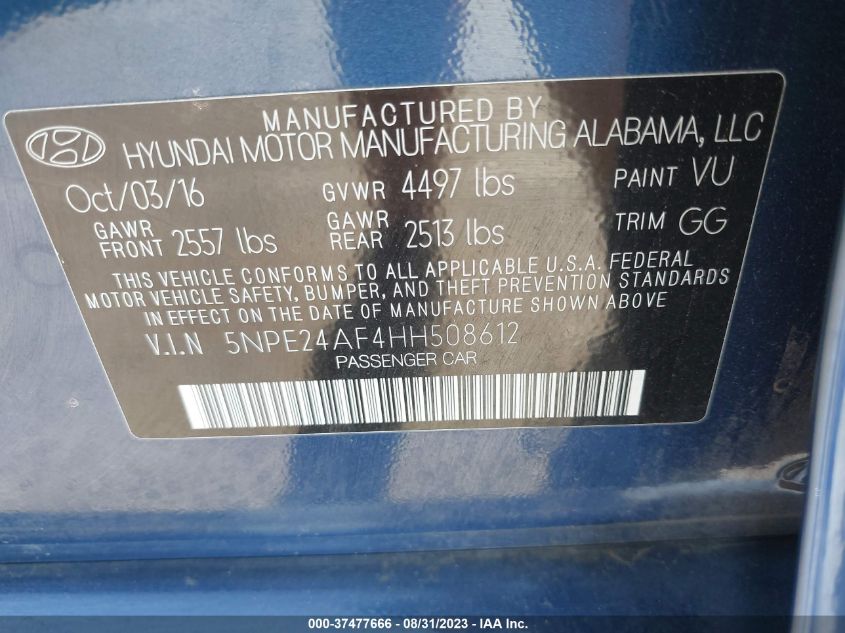 MANUFACTURED BY
HYUNDAI MOTOR MANUFACTURING ALABAMA, LLC
Oct/03/16 GVWR 4497 lbs PAINT VU
GAWR FRONT 2557 lbs GAWR REAR 2513 lbs TRIM GG
THIS VEHICLE CONFORMS TO ALL APPLICABLE U.S.A. FEDERAL
MOTOR VEHICLE SAFETY, BUMPER, AND THEFT PREVENTION STANDARDS
IN EFFECT ON THE DATE OF MANUFACTURE SHOWN ABOVE
V.I.N 5NPE24AF4HH508612
PASSENGER CAR
000-37477666 - 08/31/2023 - IAA Inc.